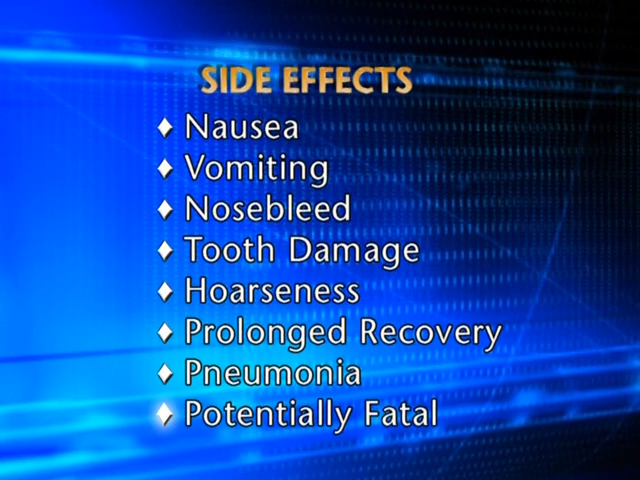 SIDE EFFECTS
♦ Nausea
♦ Vomiting
♦ Nosebleed
♦ Tooth Damage
♦ Hoarseness
♦ Prolonged Recovery
♦ Pneumonia
♦ Potentially Fatal